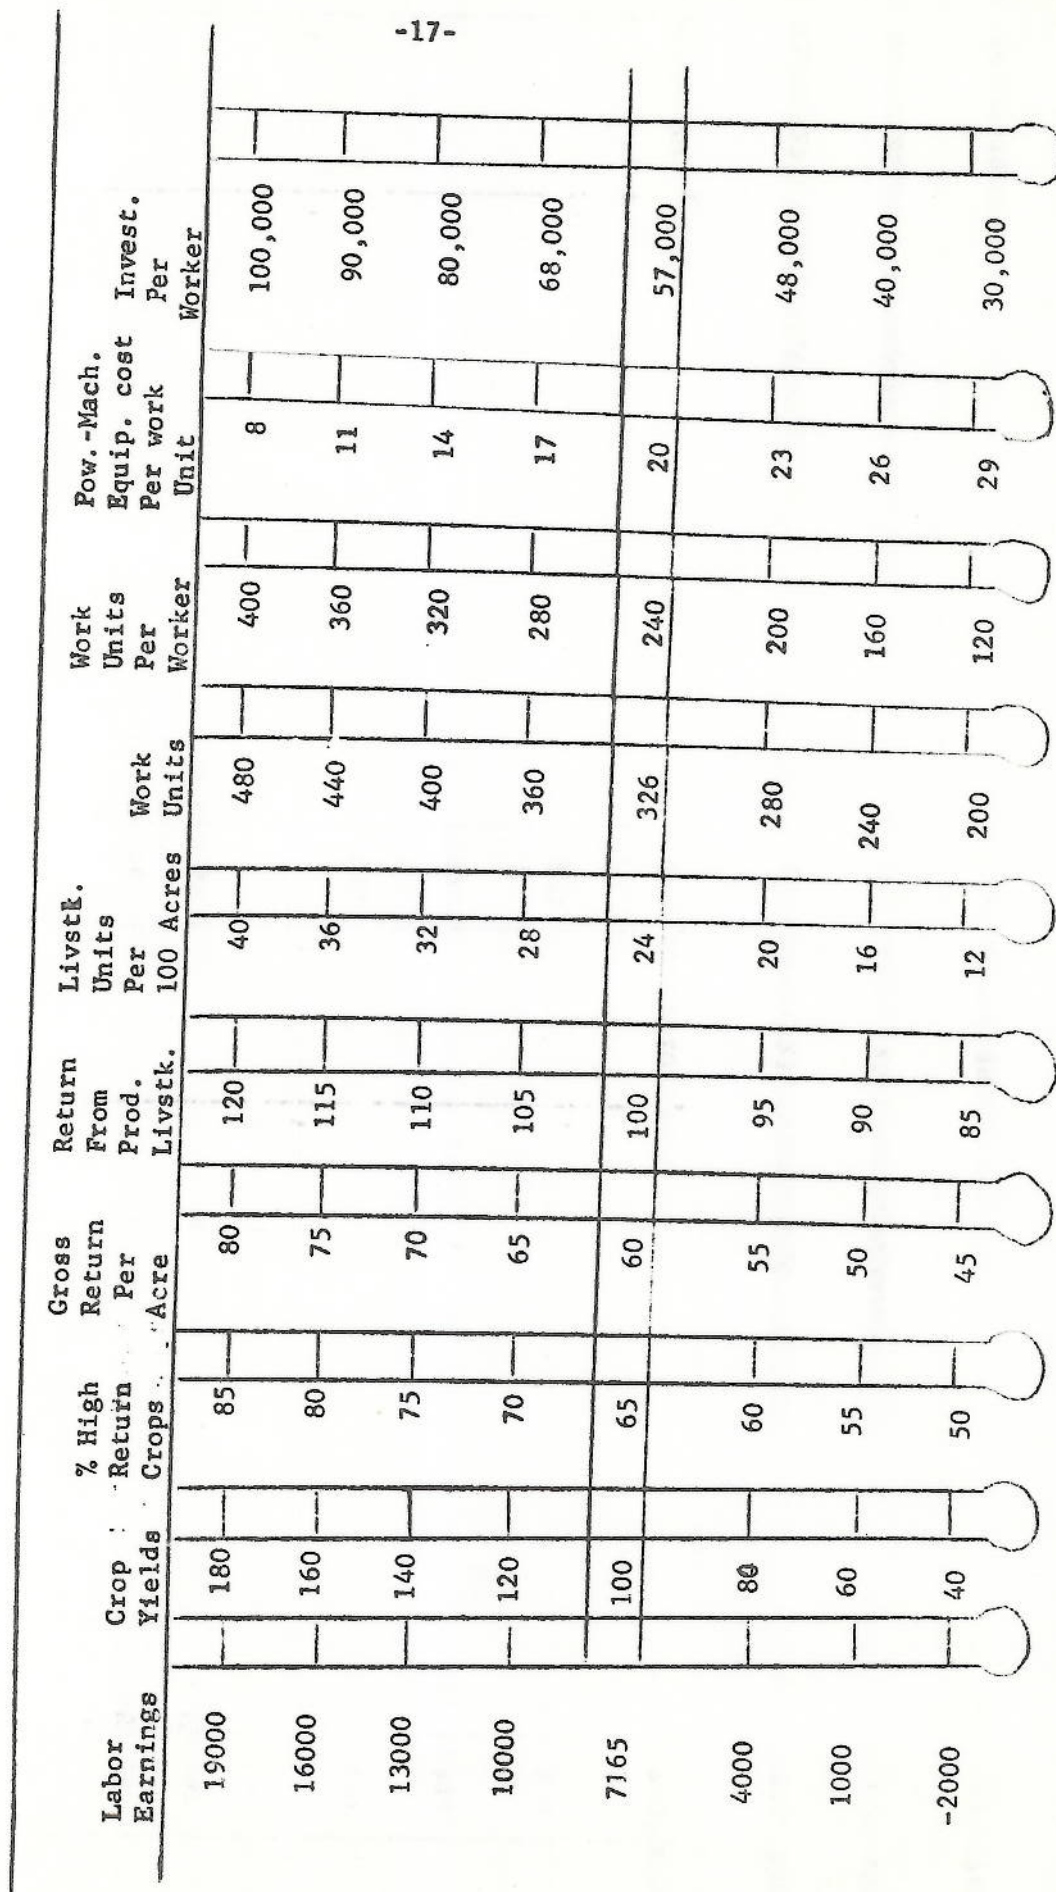 -17-
Labor
Earnings
Crop
Yields
% High
Return
Crops
Gross
Return
Per
Acre
Return
From
Prod.
Livstk.
Livstk.
Units
Per
100 Acres
Work
Units
Work
Units
Per
Worker
Pow.-Mach.
Equip. cost
Per work
Unit
Invest.
Per
Worker
19000 180 85 80 120 40 480 400 8 100,000
16000 160 80 75 115 36 440 360 11 90,000
13000 140 75 70 110 32 400 320 14 80,000
10000 120 70 65 105 28 360 280 17 68,000
7165 100 65 60 100 24 326 240 20 57,000
4000 80 60 55 95 20 280 200 23 48,000
1000 60 55 50 90 16 240 160 26 40,000
-2000 40 50 45 85 12 200 120 29 30,000